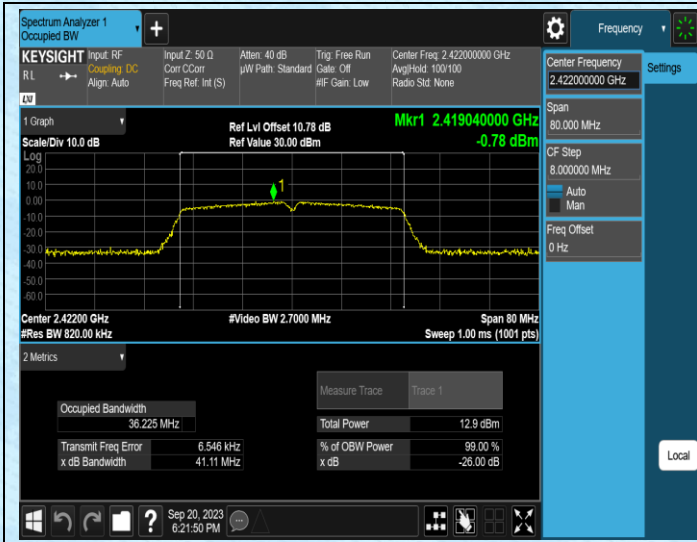 Spectrum Analyzer 1
Occupied BW
Frequency
KEYSIGHT
RL
LXI
Input: RF
Coupling: DC
Align: Auto
Input Z: 50 Ω
Corr CCorr
Freq Ref: Int (S)
Atten: 40 dB
µW Path: Standard
Trig: Free Run
Gate: Off
#IF Gain: Low
Center Freq: 2.422000000 GHz
Avg|Hold: 100/100
Radio Std: None
Center Frequency
2.422000000 GHz
Settings
Span
80.000 MHz
CF Step
8.000000 MHz
Auto
Man
Freq Offset
0 Hz
1 Graph
Scale/Div 10.0 dB
Ref Lvl Offset 10.78 dB
Ref Value 30.00 dBm
Mkr1 2.419040000 GHz
-0.78 dBm
Log
20.0
10.0
0.00
-10.0
-20.0
-30.0
-40.0
-50.0
-60.0
1
Center 2.42200 GHz
#Video BW 2.7000 MHz
Span 80 MHz
#Res BW 820.00 kHz
Sweep 1.00 ms (1001 pts)
2 Metrics
Measure Trace
Trace 1
Occupied Bandwidth
36.225 MHz
Total Power
12.9 dBm
Transmit Freq Error
6.546 kHz
% of OBW Power
99.00 %
x dB Bandwidth
41.11 MHz
x dB
-26.00 dB
Local
Sep 20, 2023
6:21:50 PM